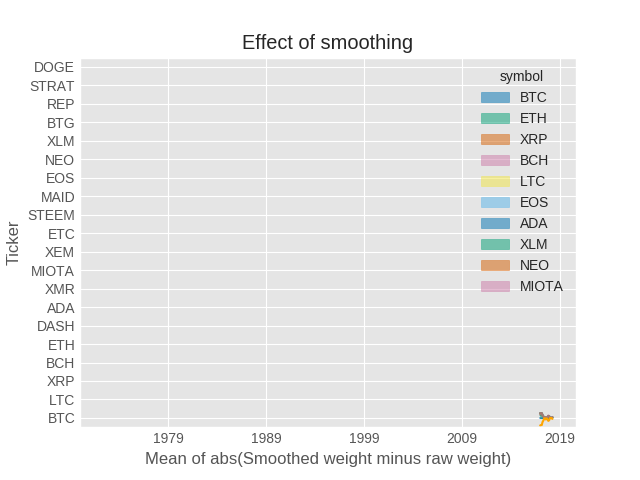 Effect of smoothing
DOGE
STRAT
REP
BTG
XLM
NEO
EOS
MAID
STEEM
ETC
XEM
MIOTA
XMR
ADA
DASH
ETH
BCH
XRP
LTC
BTC
Ticker
symbol
BTC
ETH
XRP
BCH
LTC
EOS
ADA
XLM
NEO
MIOTA
1979 1989 1999 2009 2019
Mean of abs(Smoothed weight minus raw weight)